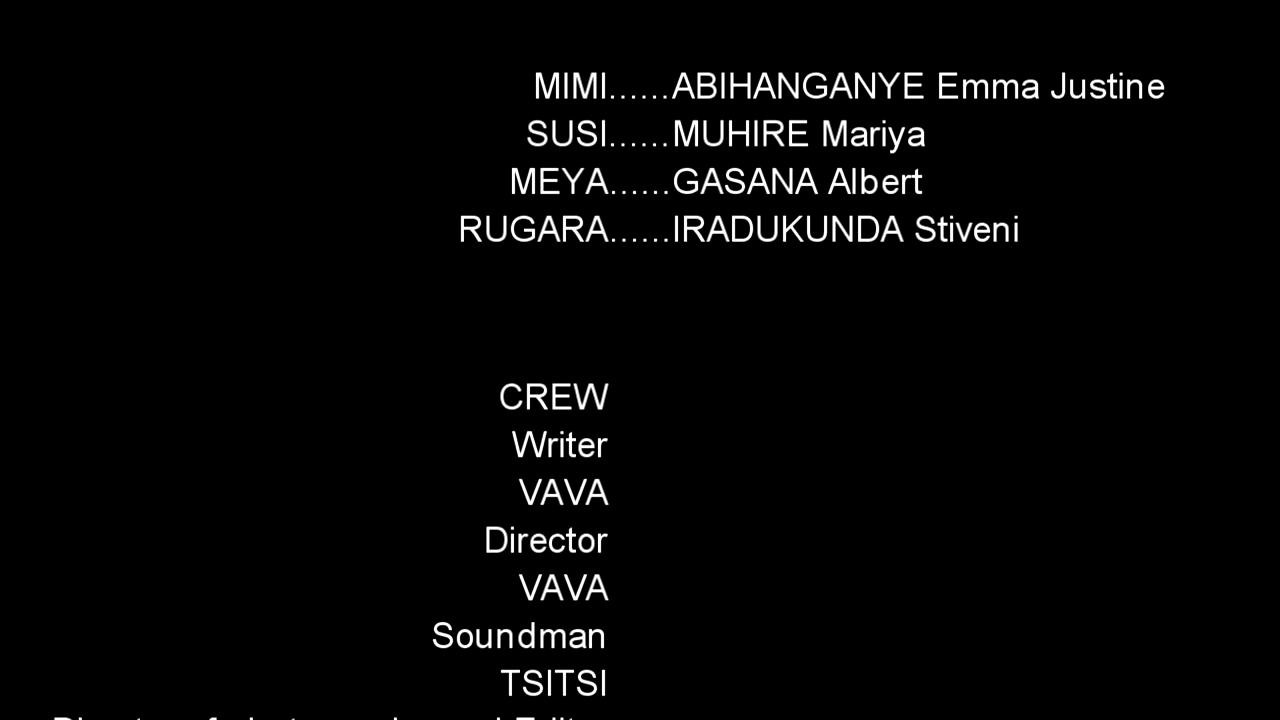 MIMI......ABIHANGANYE Emma Justine
SUSI......MUHIRE Mariya
MEYA......GASANA Albert
RUGARA......IRADUKUNDA Stiveni
CREW
Writer
VAVA
Director
VAVA
Soundman
TSITSI